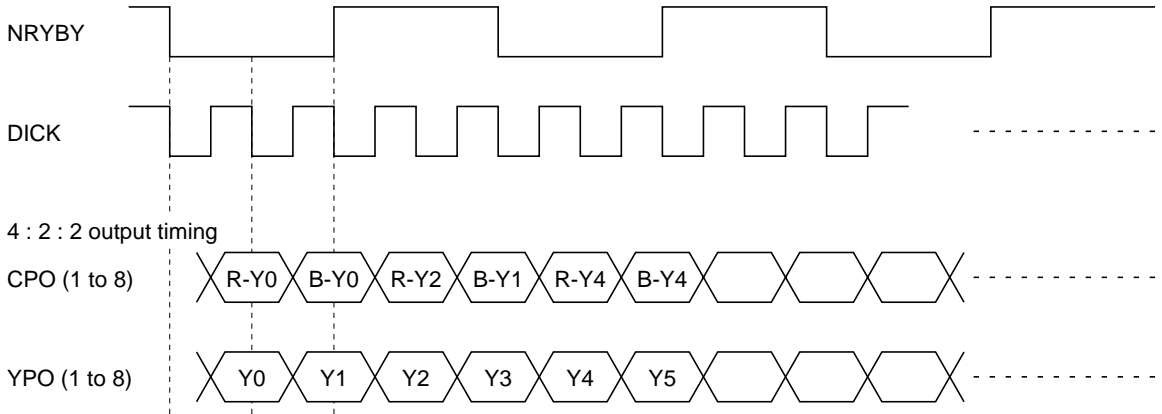 NRYBY
DICK
4 : 2 : 2 output timing
CPO (1 to 8) R-Y0 B-Y0 R-Y2 B-Y1 R-Y4 B-Y4
YPO (1 to 8) Y0 Y1 Y2 Y3 Y4 Y5